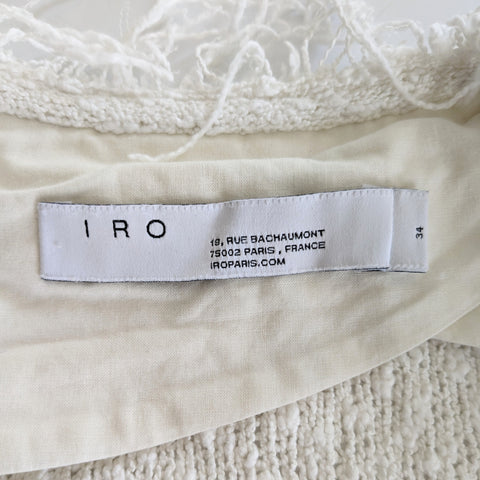 IRO
19, RUE BACHAUMONT
75002 PARIS , FRANCE
IROPARIS.COM
34